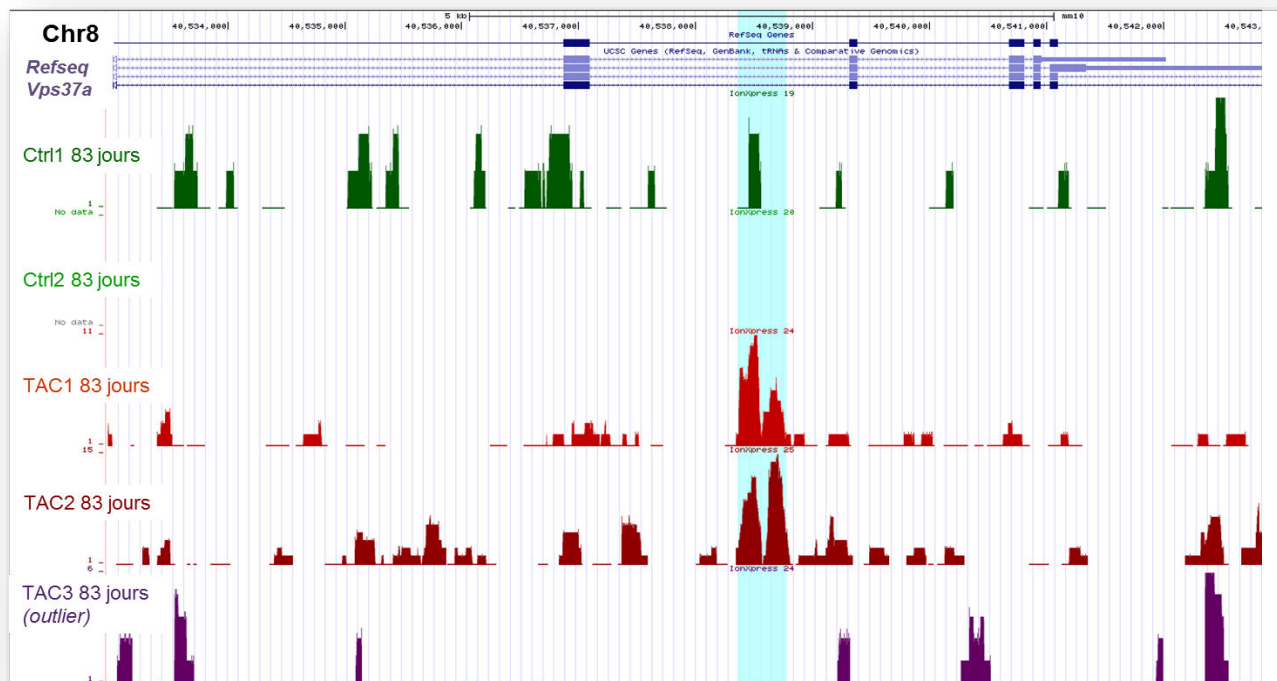 5 kb
mm10
40,534,000
40,535,000
40,536,000
40,537,000
40,538,000
40,539,000
40,540,000
40,541,000
40,542,000
40,543,
Chr8
RefSeq Genes
UCSC Genes (RefSeq, GenBank, tRNAs & Comparative Genomics)
Refseq
Vps37a
IonXpress 19
Ctrl1 83 jours
1
No data
IonXpress 20
Ctrl2 83 jours
No data
11
IonXpress 24
TAC1 83 jours
1
15
IonXpress 25
TAC2 83 jours
1
6
IonXpress 24
TAC3 83 jours
(outlier)
1